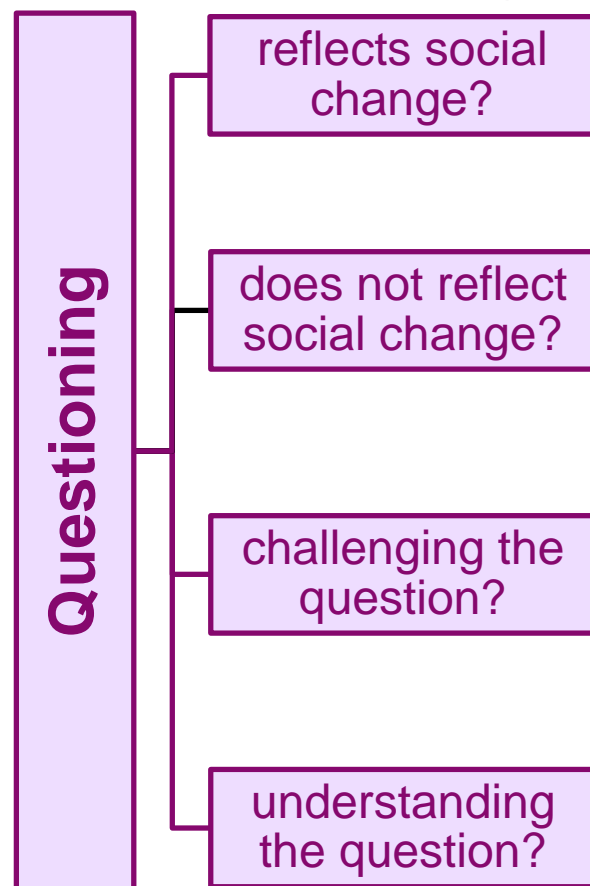 Questioning
reflects social
change?
does not reflect
social change?
challenging the
question?
understanding
the question?